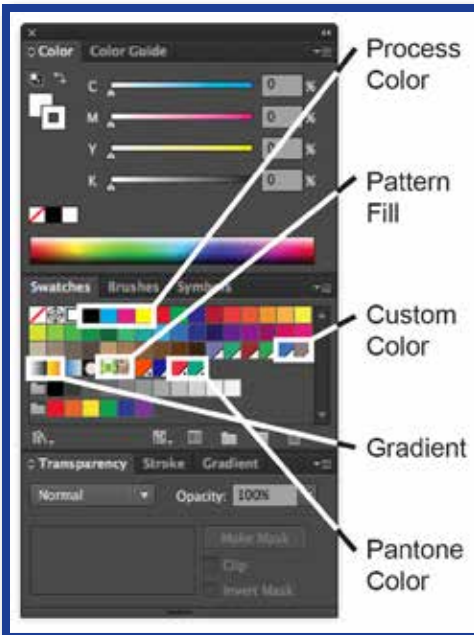 Color Color Guide
C 0 %
M 0 %
Y 0 %
K 0 %
Swatches Brushes Symbols
Transparency Stroke Gradient
Normal Opacity: 100%
Make Mask
Clip
Invert Mask
Process
Color
Pattern
Fill
Custom
Color
Gradient
Pantone
Color